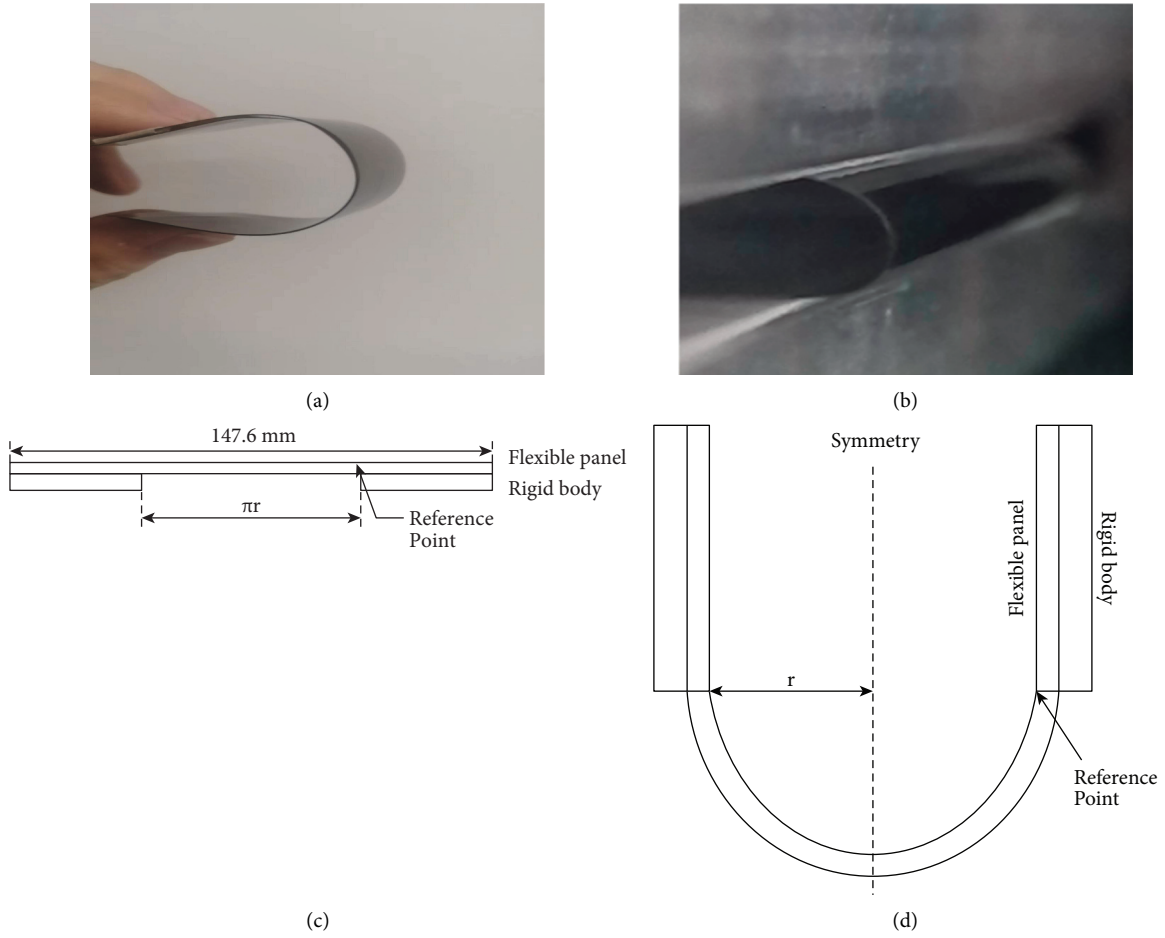 (a)
(b)
147.6 mm
Flexible panel
Rigid body
πr
Reference
Point
(c)
Symmetry
Flexible panel
Rigid body
r
Reference
Point
(d)